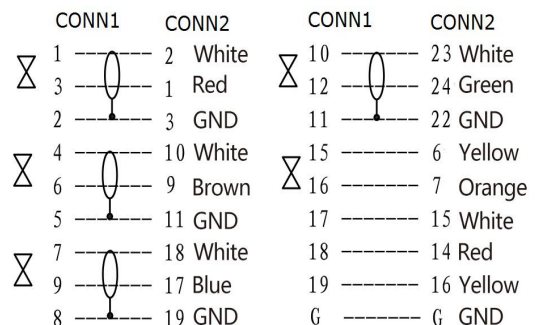 CONN1 CONN2
1 2 White
3 1 Red
2 3 GND
4 10 White
6 9 Brown
5 11 GND
7 18 White
9 17 Blue
8 19 GND
CONN1 CONN2
10 23 White
12 24 Green
11 22 GND
15 6 Yellow
16 7 Orange
17 15 White
18 14 Red
19 16 Yellow
G G GND